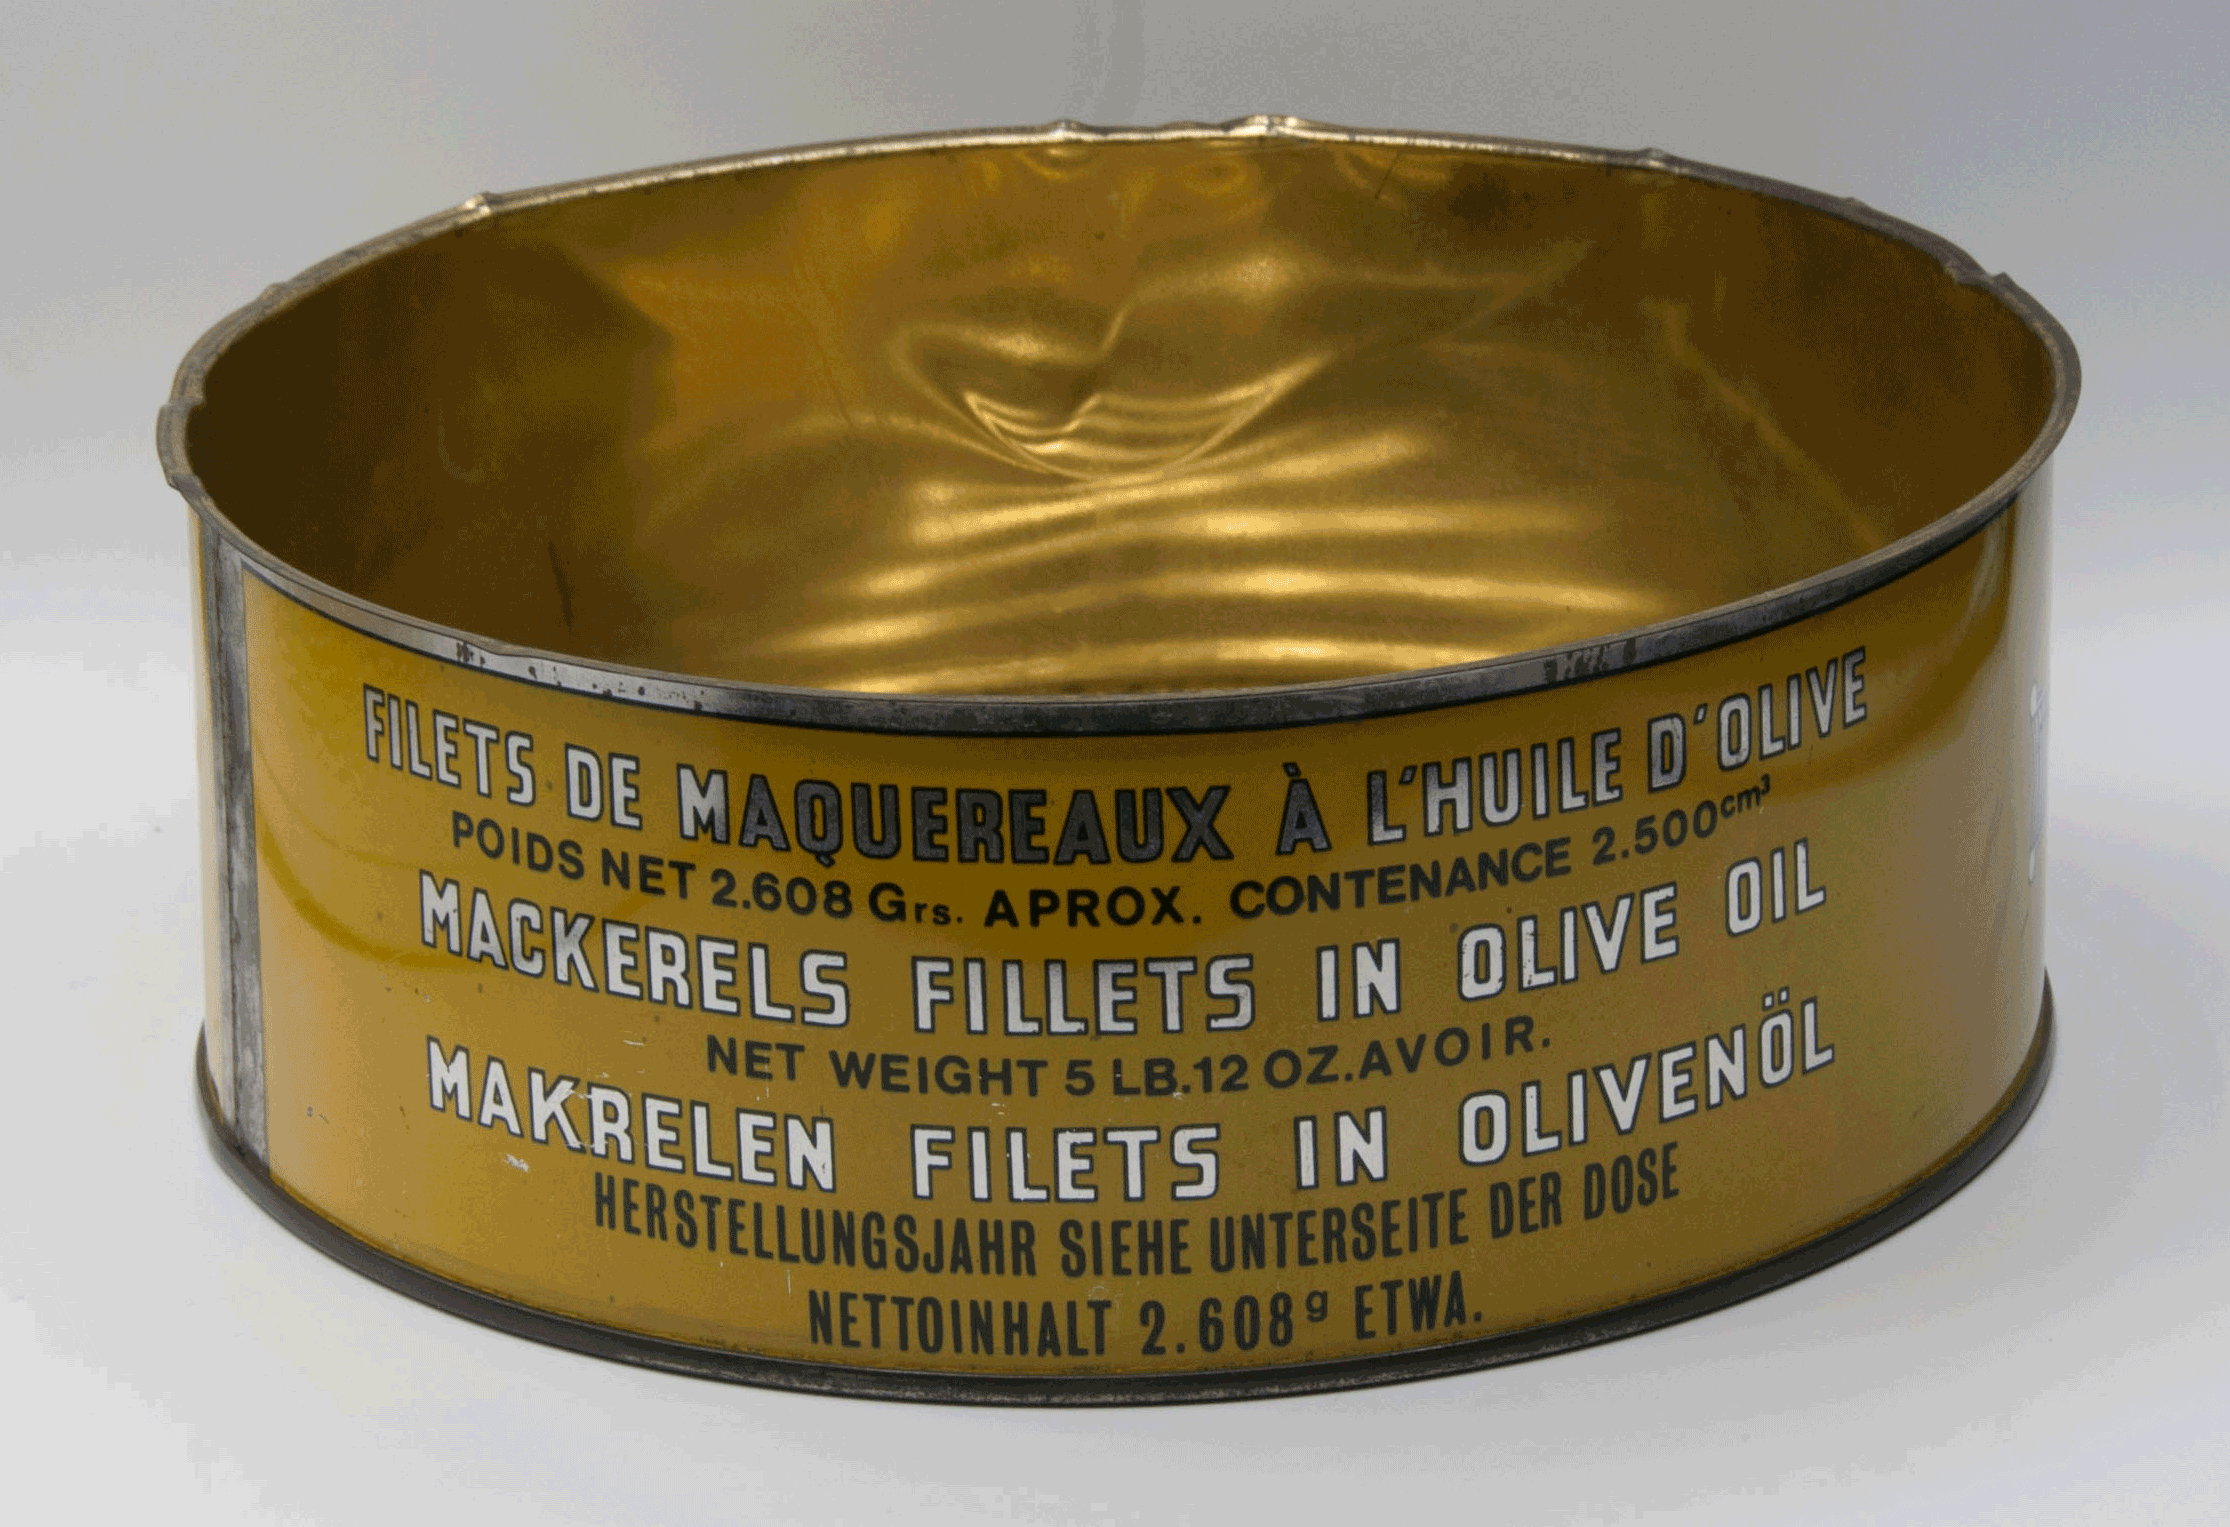 FILETS DE MAQUEREAUX À L'HUILE D'OLIVE
POIDS NET 2.608 Grs. APROX. CONTENANCE 2.500cm³
MACKERELS FILLETS IN OLIVE OIL
NET WEIGHT 5 LB.12 OZ.AVOIR.
MAKRELEN FILETS IN OLIVENÖL
HERSTELLUNGSJAHR SIEHE UNTERSEITE DER DOSE
NETTOINHALT 2.608g ETWA.